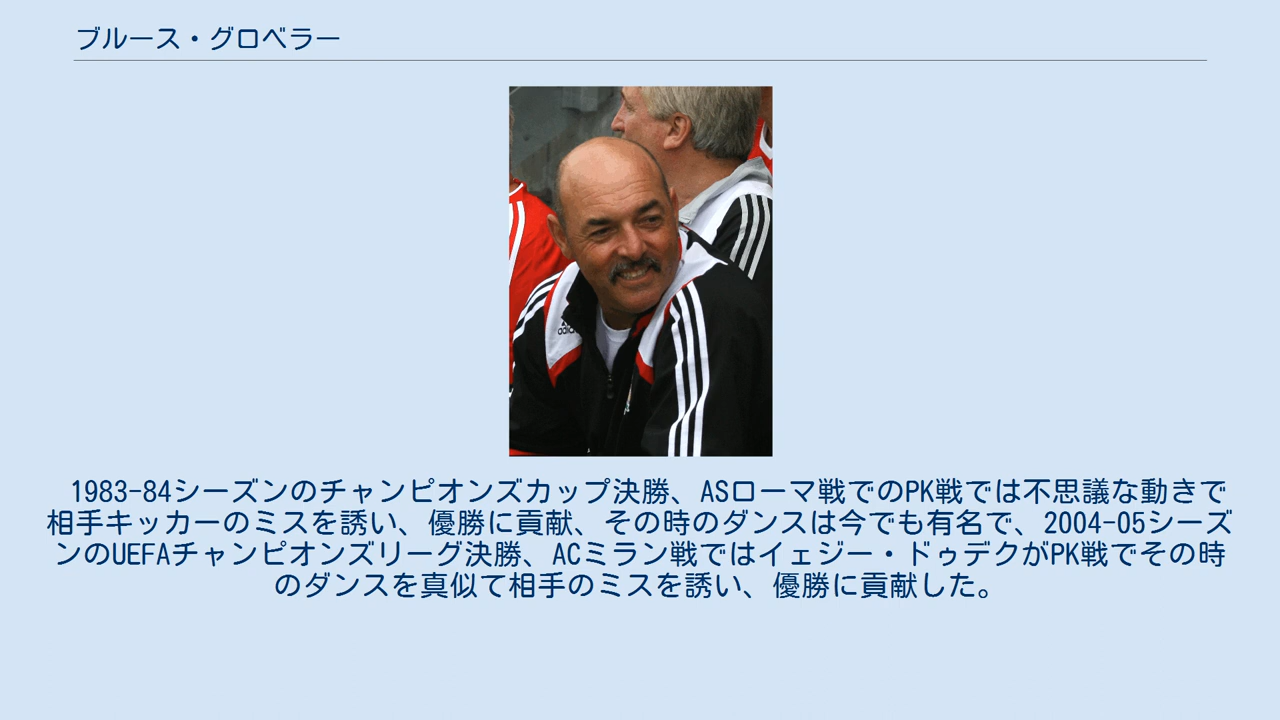 ブルース・グロベラー
adidas
1983-84シーズンのチャンピオンズカップ決勝、ASローマ戦でのPK戦では不思議な動きで
相手キッカーのミスを誘い、優勝に貢献、その時のダンスは今でも有名で、2004-05シーズ
ンのUEFAチャンピオンズリーグ決勝、ACミラン戦ではイェジー・ドゥデクがPK戦でその時
のダンスを真似て相手のミスを誘い、優勝に貢献した。